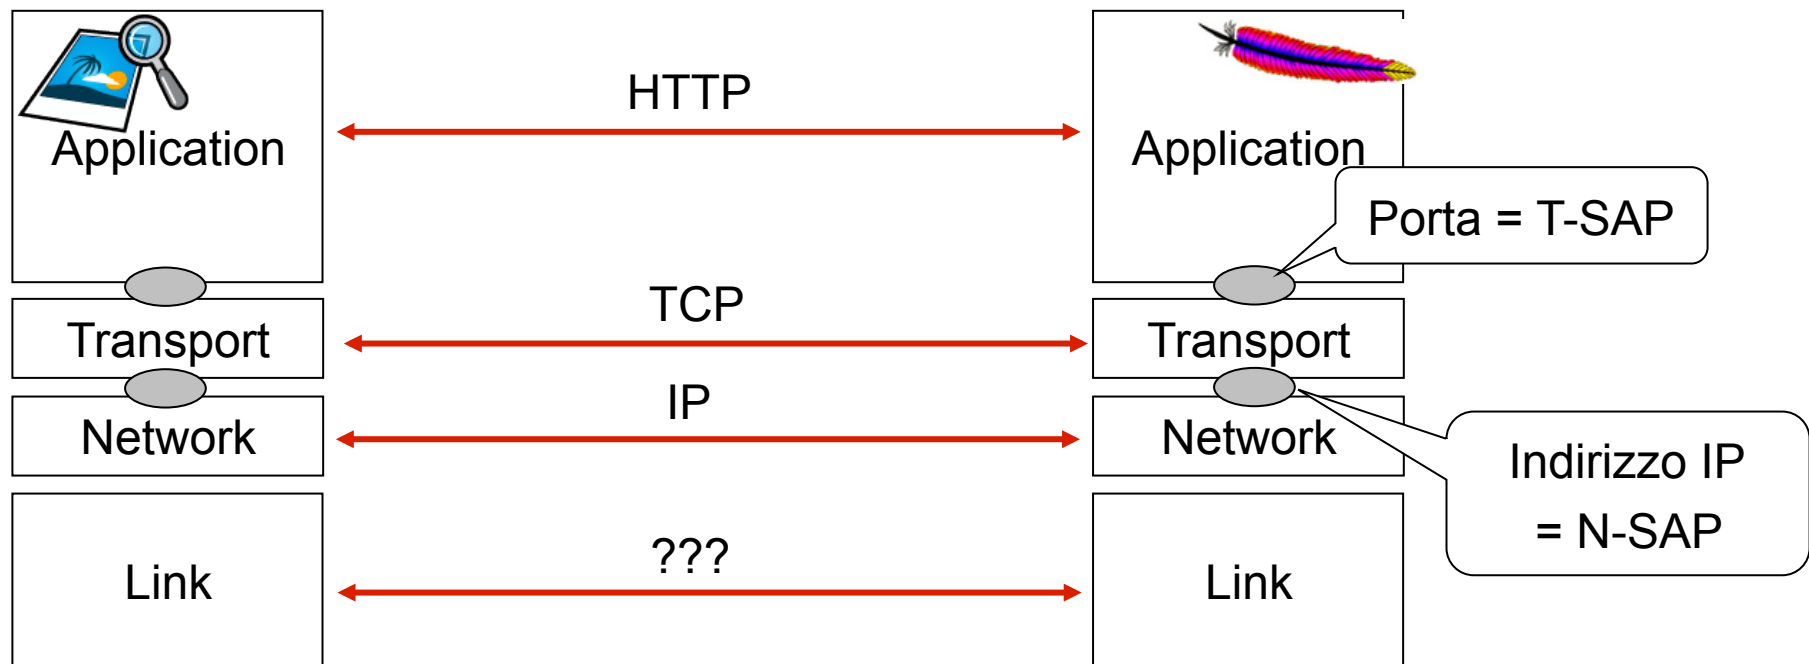 HTTP
Application
Application
Porta = T-SAP
TCP
Transport
Transport
IP
Network
Network
Indirizzo IP
= N-SAP
???
Link
Link